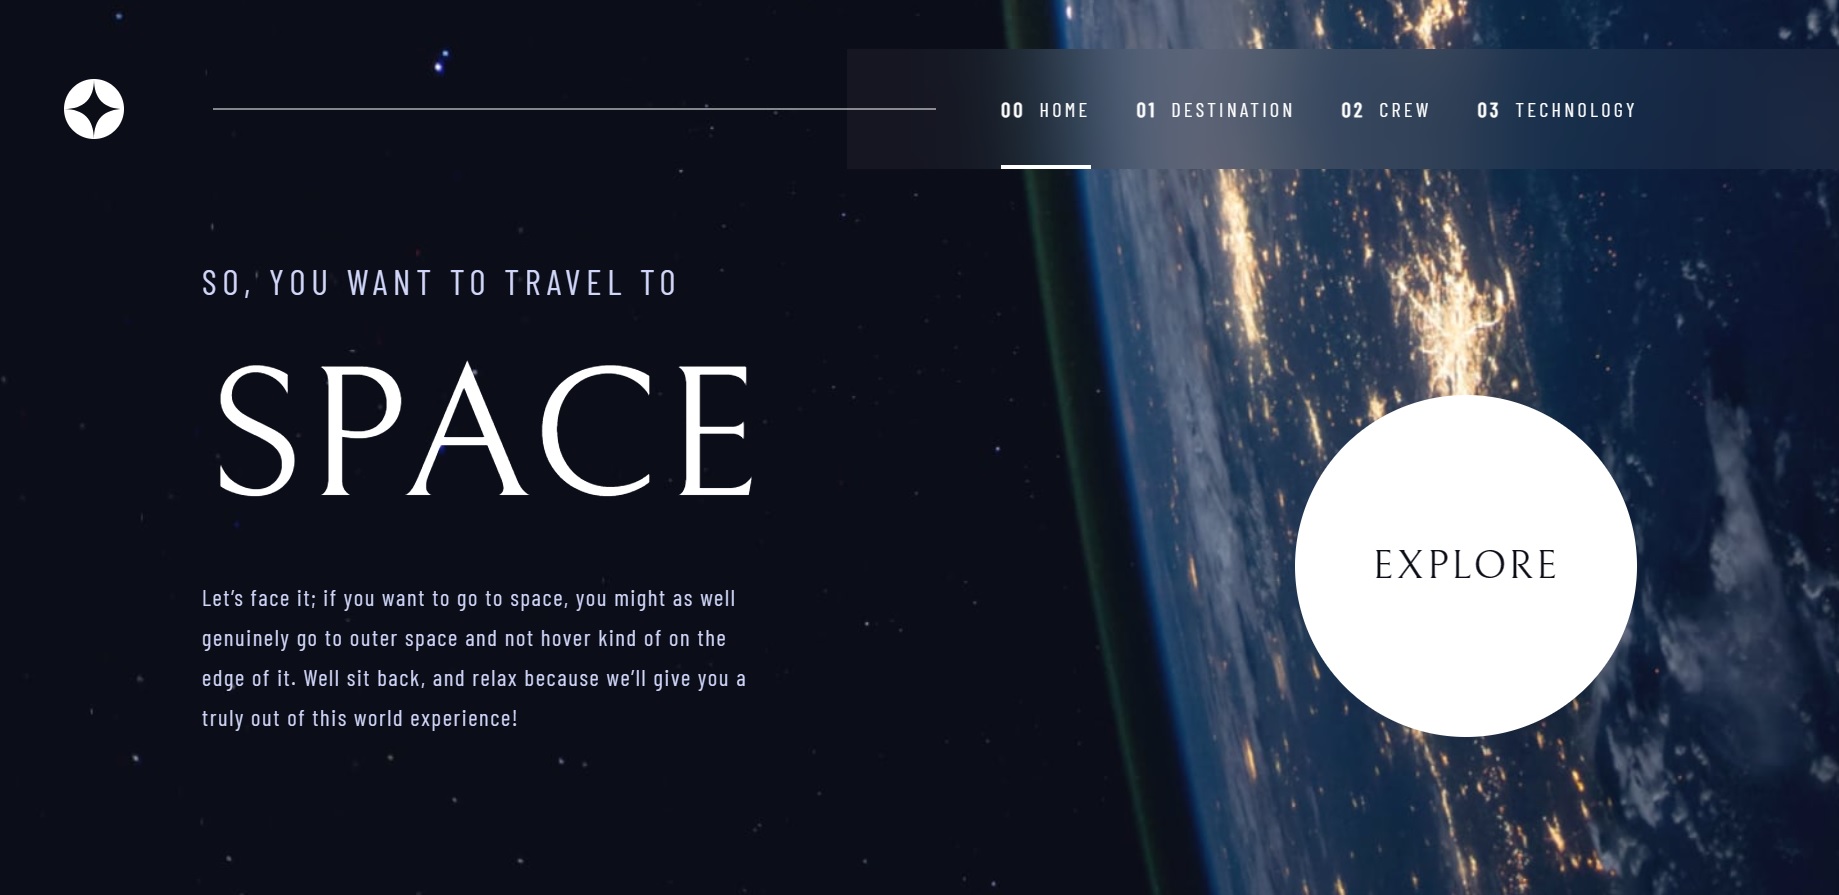 00 HOME 01 DESTINATION 02 CREW 03 TECHNOLOGY
SO, YOU WANT TO TRAVEL TO
SPACE
Let’s face it; if you want to go to space, you might as well
genuinely go to outer space and not hover kind of on the
edge of it. Well sit back, and relax because we’ll give you a
truly out of this world experience!
EXPLORE